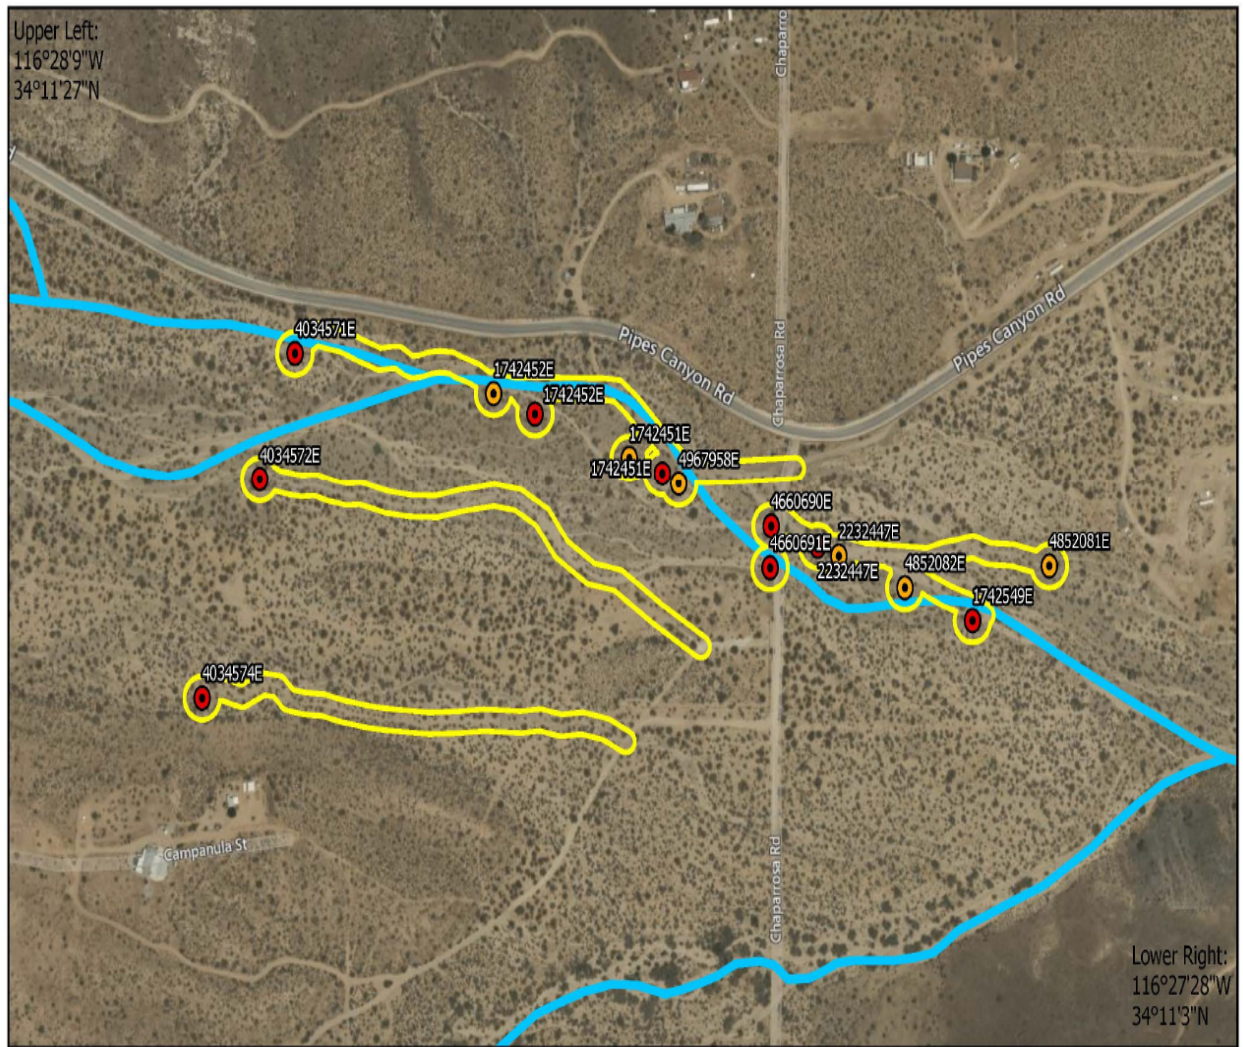 Upper Left:
116°28'9"W
34°11'27"N
Chaparro
4034571E
Pipes Canyon Rd
Pipes Canyon Rd
Chaparrosa Rd
1742452E
1742452E
1742451E
1742451E
4967958E
4034572E
4660690E
4660691E
2232447E
2232447E
4852081E
4852082E
1742549E
4034574E
Campanula St
Chaparrosa Rd
Lower Right:
116°27'28"W
34°11'3"N